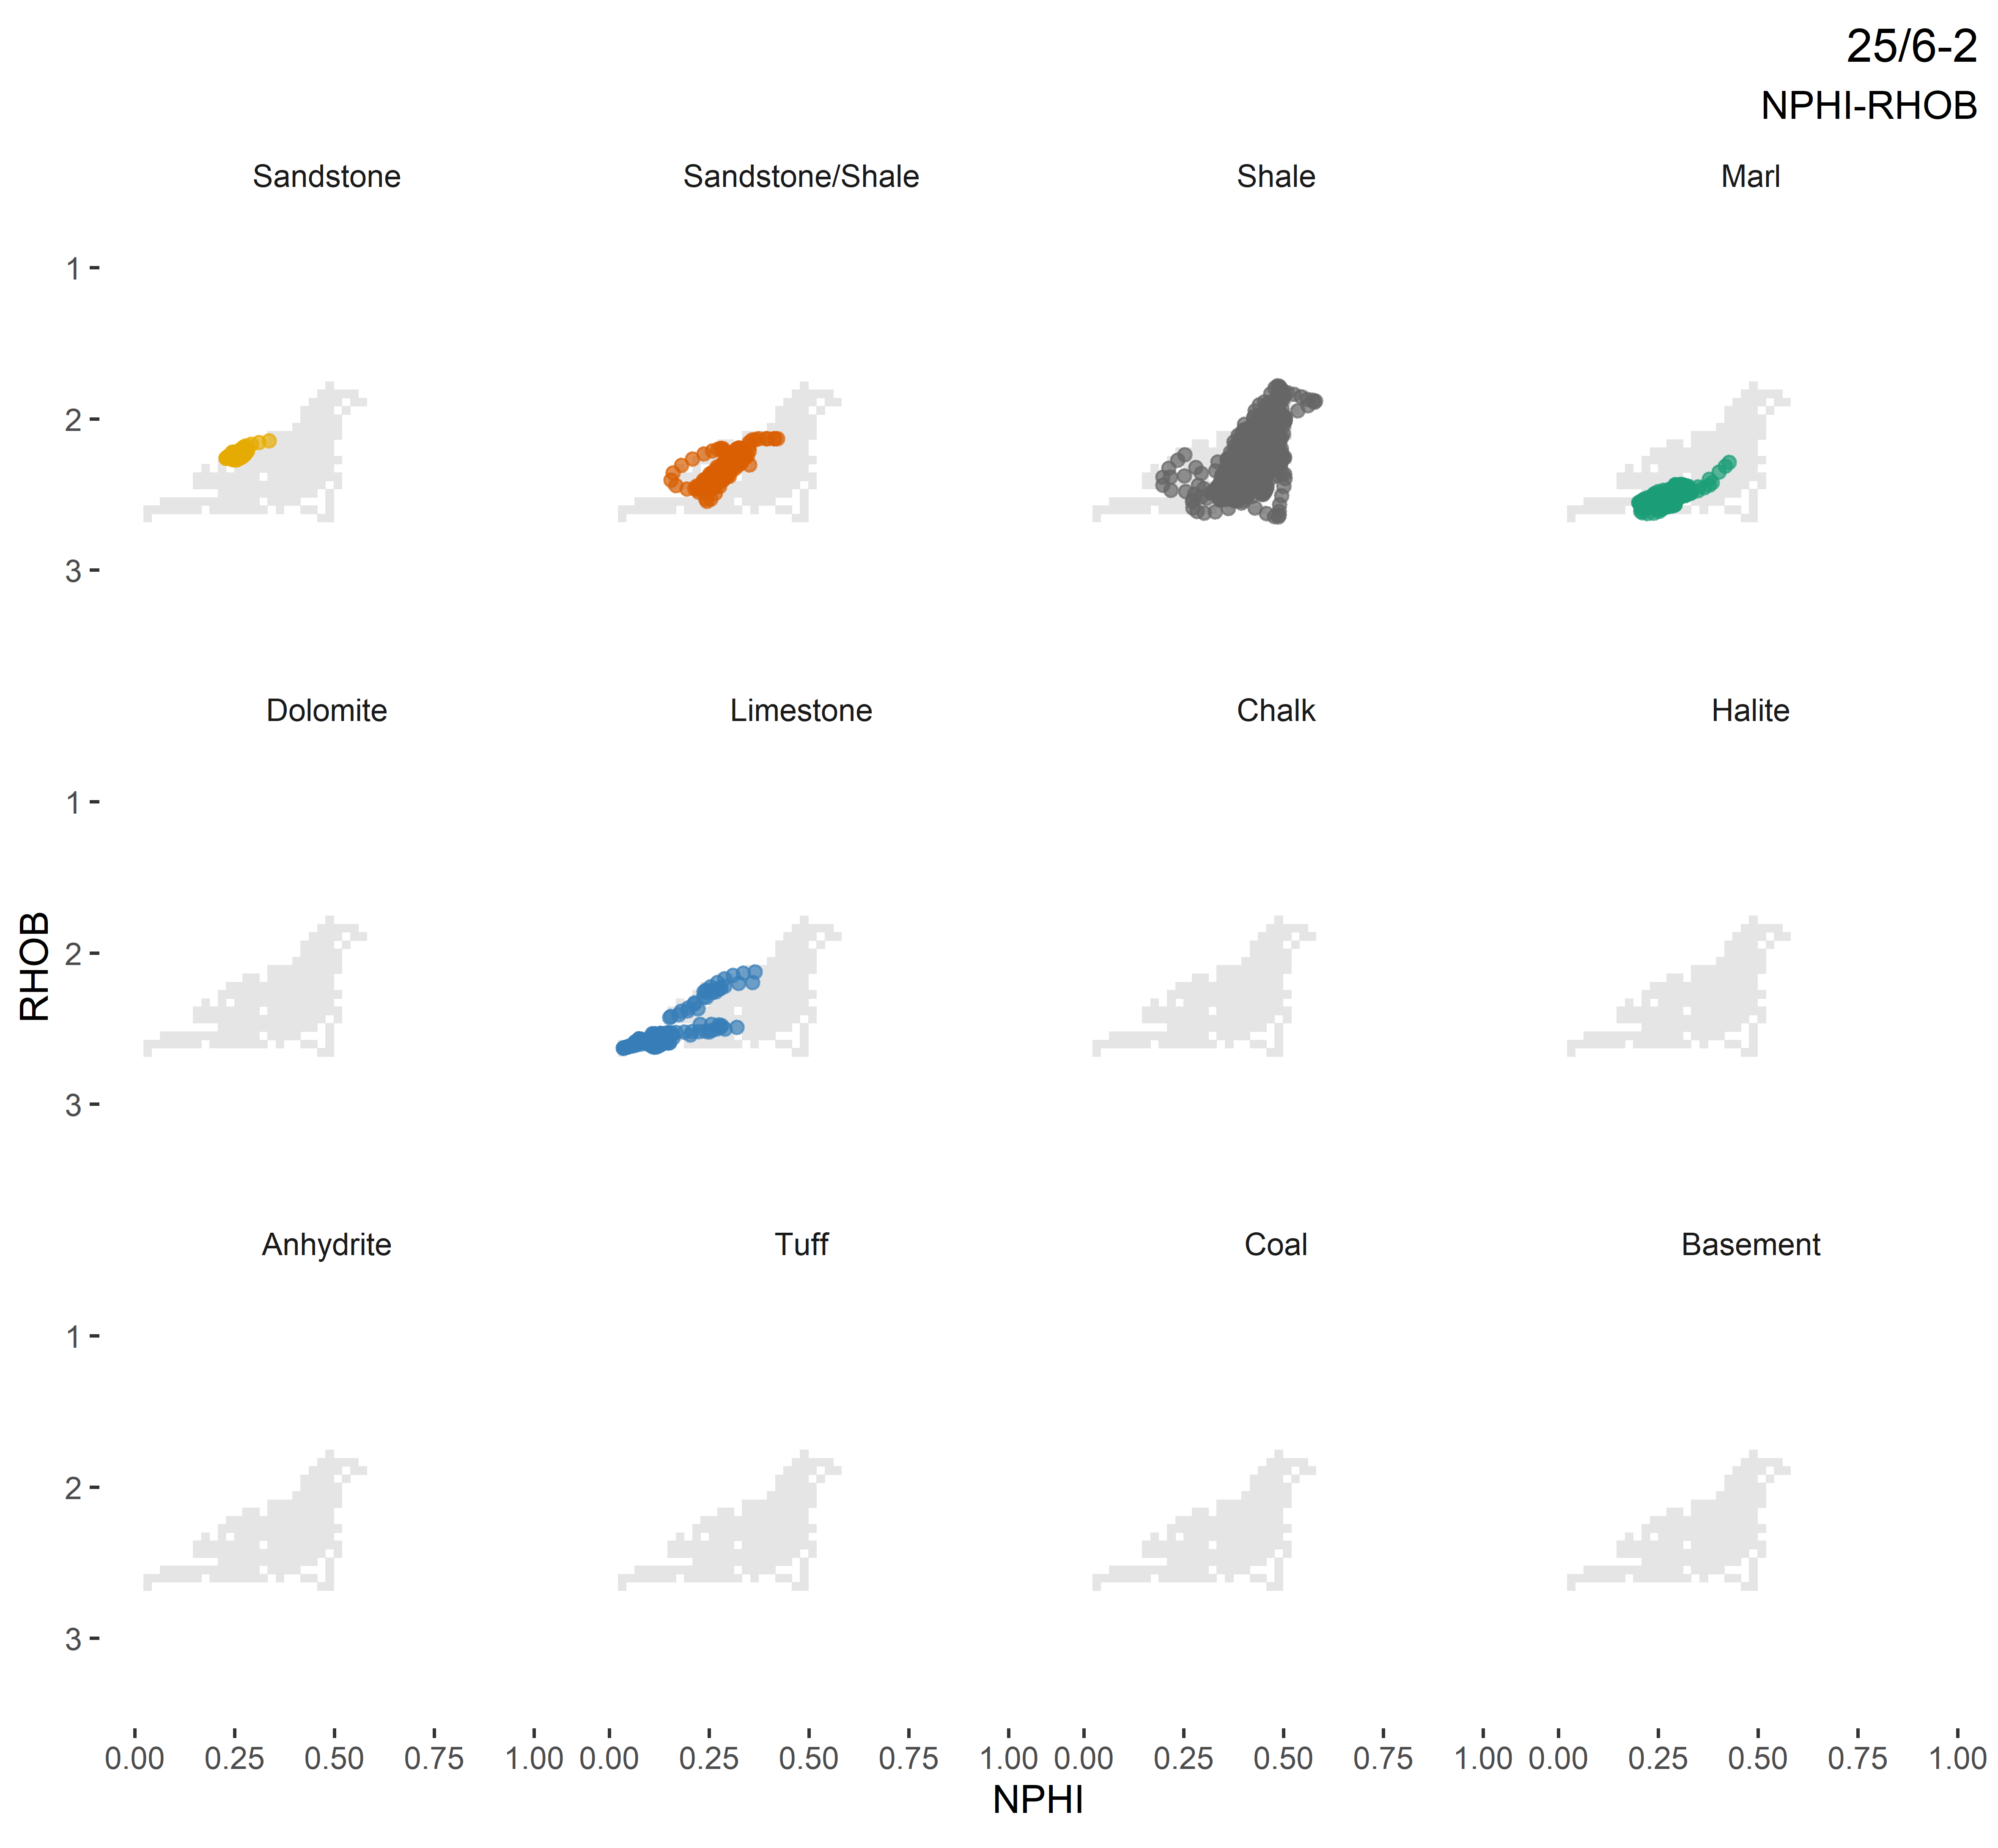 25/6-2
NPHI-RHOB
Sandstone
Sandstone/Shale
Shale
Marl
1
2
3
Dolomite
Limestone
Chalk
Halite
1
2
3
RHOB
Anhydrite
Tuff
Coal
Basement
1
2
3
0.00 0.25 0.50 0.75 1.00 0.00 0.25 0.50 0.75 1.00 0.00 0.25 0.50 0.75 1.00 0.00 0.25 0.50 0.75 1.00
NPHI